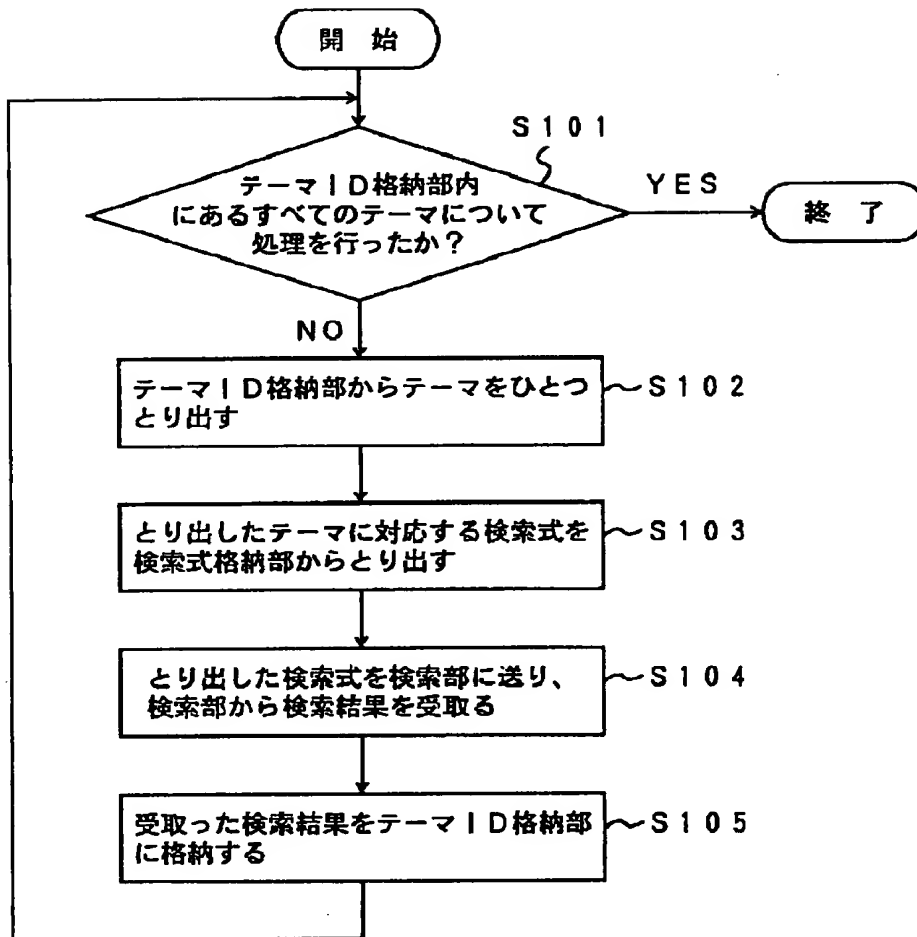 開 始
S101
テーマID格納部内
にあるすべてのテーマについて
処理を行ったか?
YES
終 了
NO
テーマID格納部からテーマをひとつ
とり出す
S102
とり出したテーマに対応する検索式を
検索式格納部からとり出す
S103
とり出した検索式を検索部に送り、
検索部から検索結果を受取る
S104
受取った検索結果をテーマID格納部
に格納する
S105